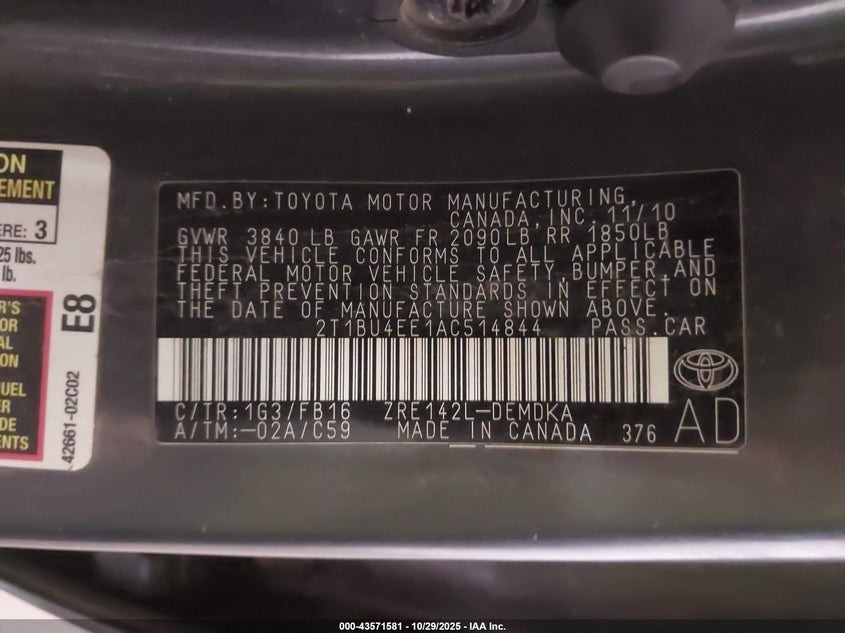 ON
EMENT
ERE: 3
25 lbs.
lb.
R'S
OR
AL
ON
UEL
ER
DE
ENTS
E8
42661-02C02
MFD.BY:TOYOTA MOTOR MANUFACTURING,
CANADA,INC. 11/10
GVWR 3840 LB GAWR FR 2090LB RR 1850LB
THIS VEHICLE CONFORMS TO ALL APPLICABLE
FEDERAL MOTOR VEHICLE SAFETY,BUMPER,AND
THEFT PREVENTION STANDARDS IN EFFECT ON
THE DATE OF MANUFACTURE SHOWN ABOVE.
2T1BU4EE1AC514844 PASS.CAR
C/TR:1G3/FB16 ZRE142L-DEMDKA
A/TM:-02A/C59 MADE IN CANADA 376 AD
000-43571581 - 10/29/2025 - IAA Inc.